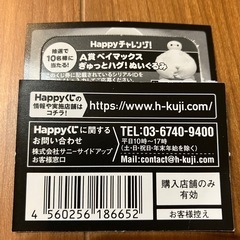 Happyチャレンジ!
抽選で
10名様に
当たる!
A賞 ベイマックス
ぎゅっとハグ!ぬいぐるみ
Happyくじの
情報や実施店舗は
コチラ!
https://www.h-kuji.com/
Happyくじに関する
お問い合わせ
株式会社サニーサイドアップ
お客様窓口
TEL:03-6740-9400
平日10時～17時
(土・日・祝日・年末年始を除く)
Mail:contact@h-kuji.com
4560256186652
購入店舗のみ
有効
お客様控え